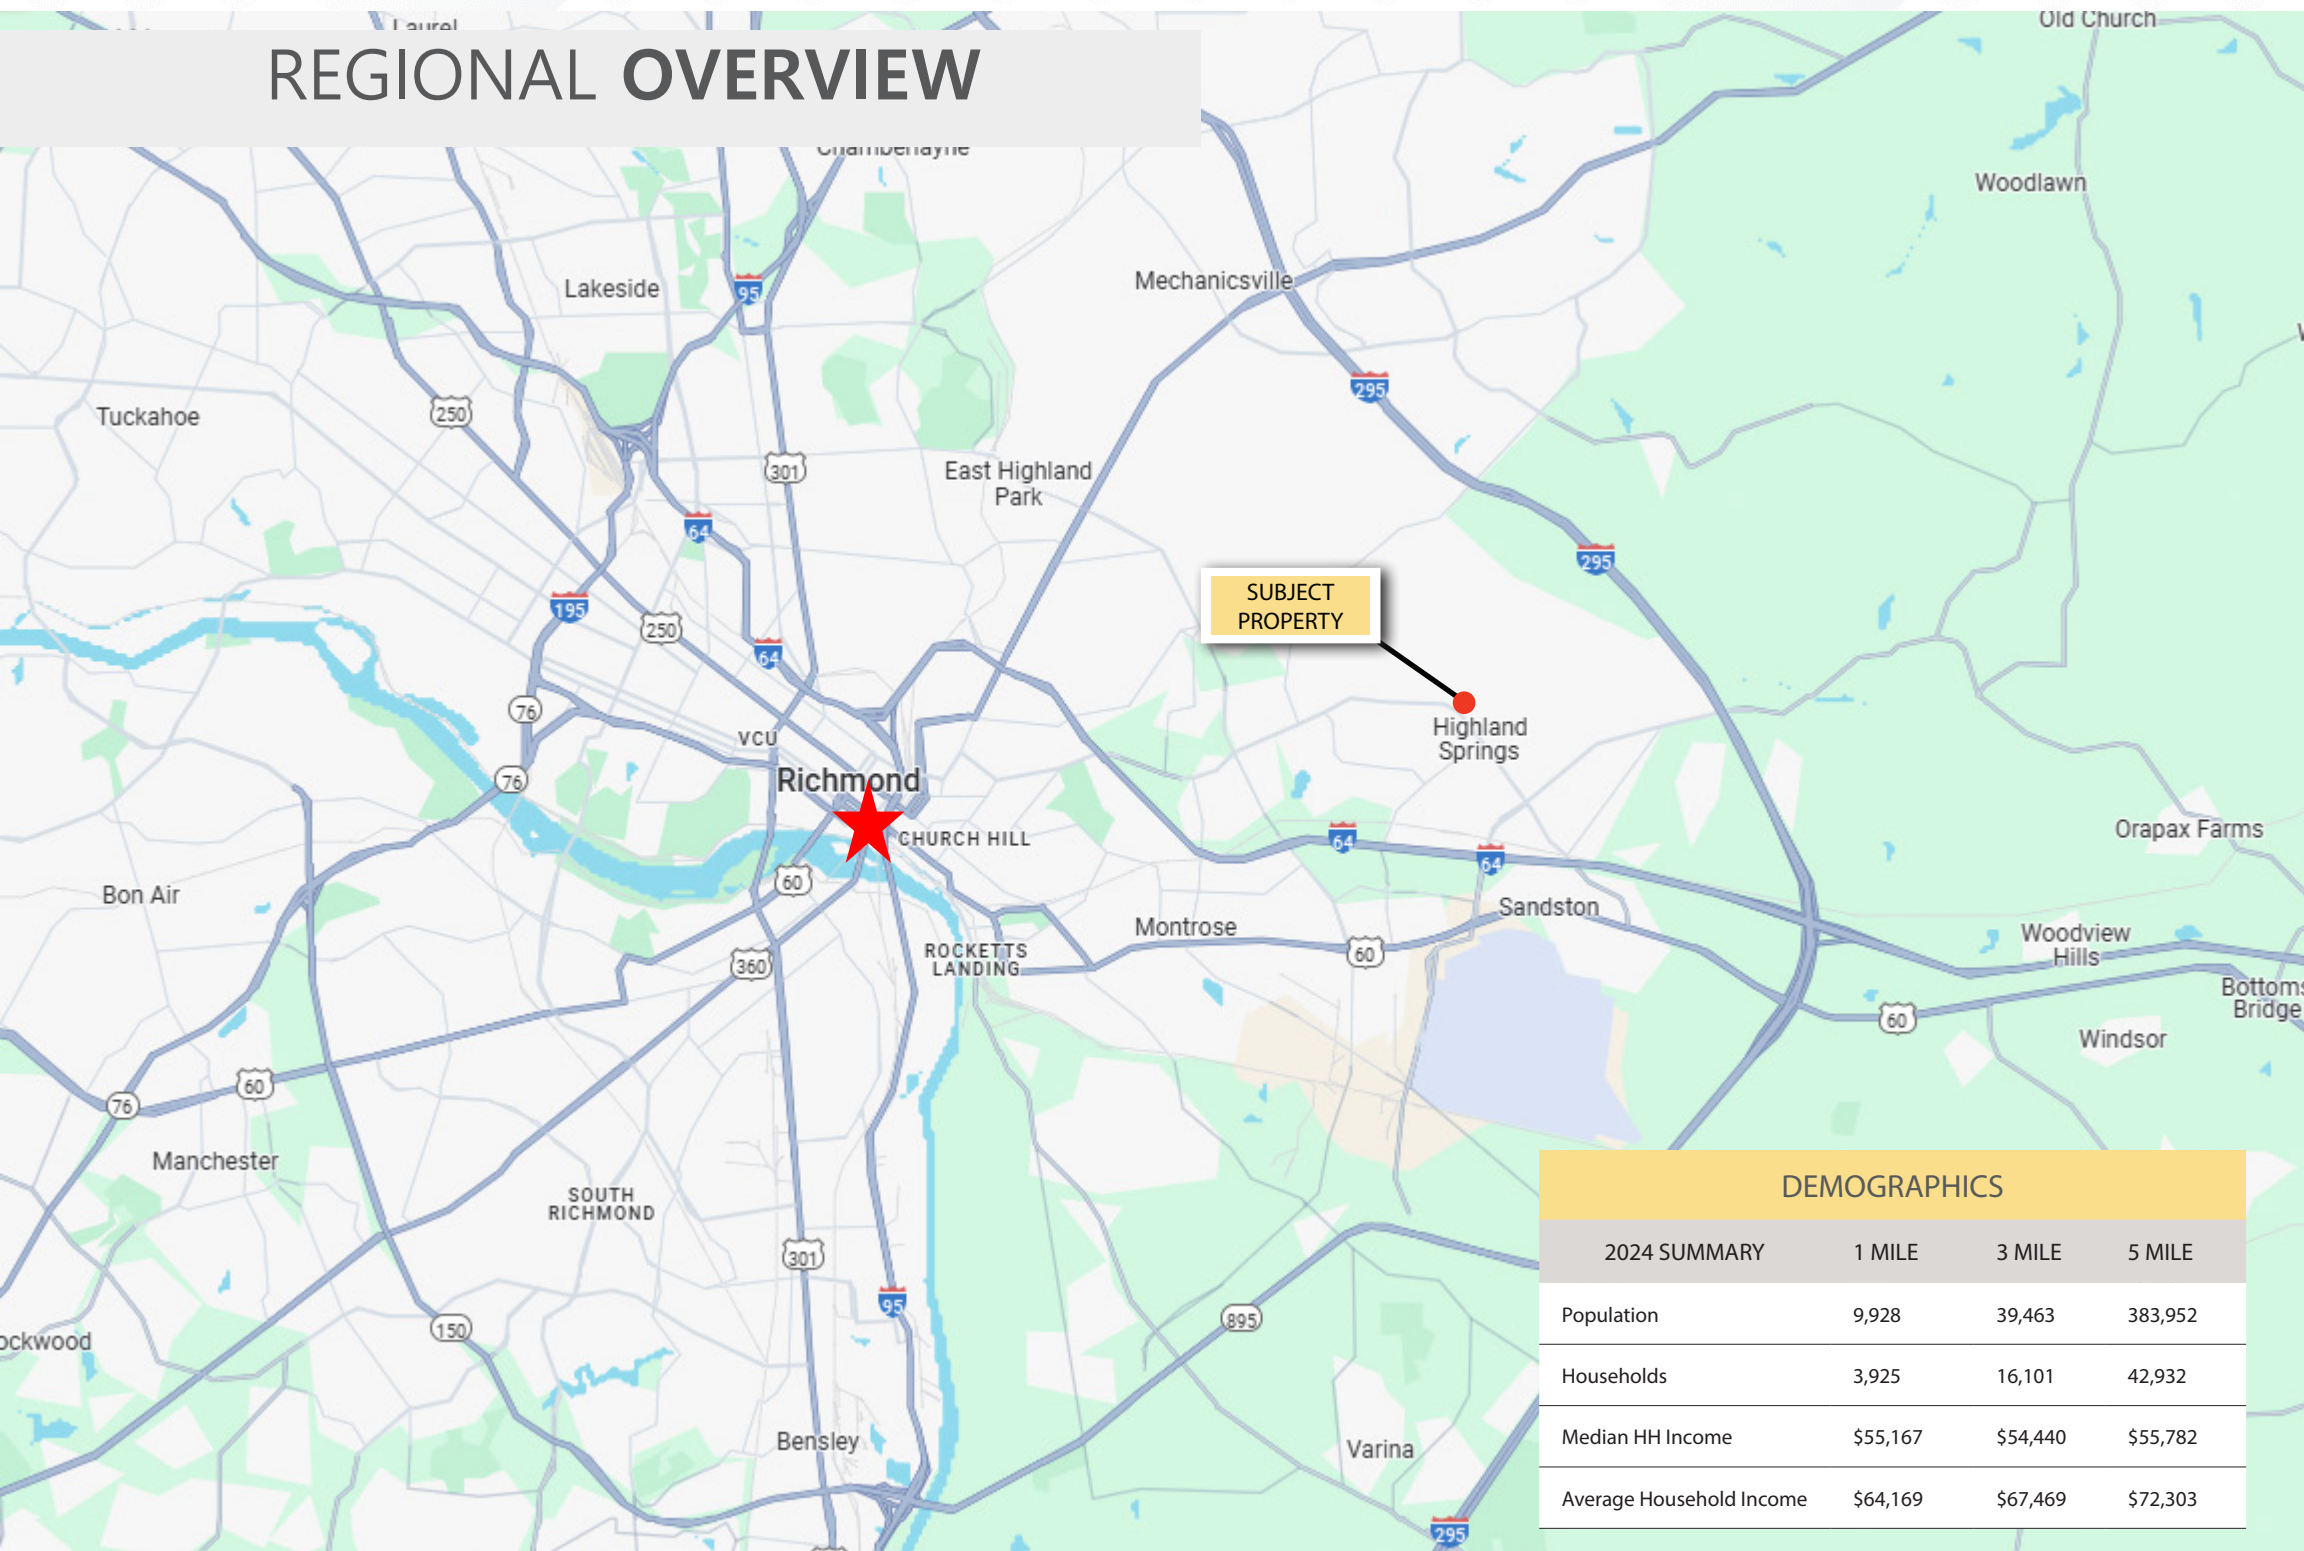 Old Church
Laurel
REGIONAL OVERVIEW
Chamberlayne
Woodlawn
Mechanicsville
Lakeside
95
295
Tuckahoe
250
301
East Highland
Park
64
295
195
250
SUBJECT
PROPERTY
64
76
VCU
Highland
Springs
76
Richmond
CHURCH HILL
64
64
Orapax Farms
60
Bon Air
Sandston
Montrose
Woodview
Hills
60
ROCKETTS
LANDING
360
Bottoms
Bridge
60
Windsor
60
76
Manchester
SOUTH
RICHMOND
301
95
150
895
ockwood
Bensley
Varina
295
DEMOGRAPHICS
2024 SUMMARY 1 MILE 3 MILE 5 MILE
Population 9,928 39,463 383,952
Households 3,925 16,101 42,932
Median HH Income $55,167 $54,440 $55,782
Average Household Income $64,169 $67,469 $72,303